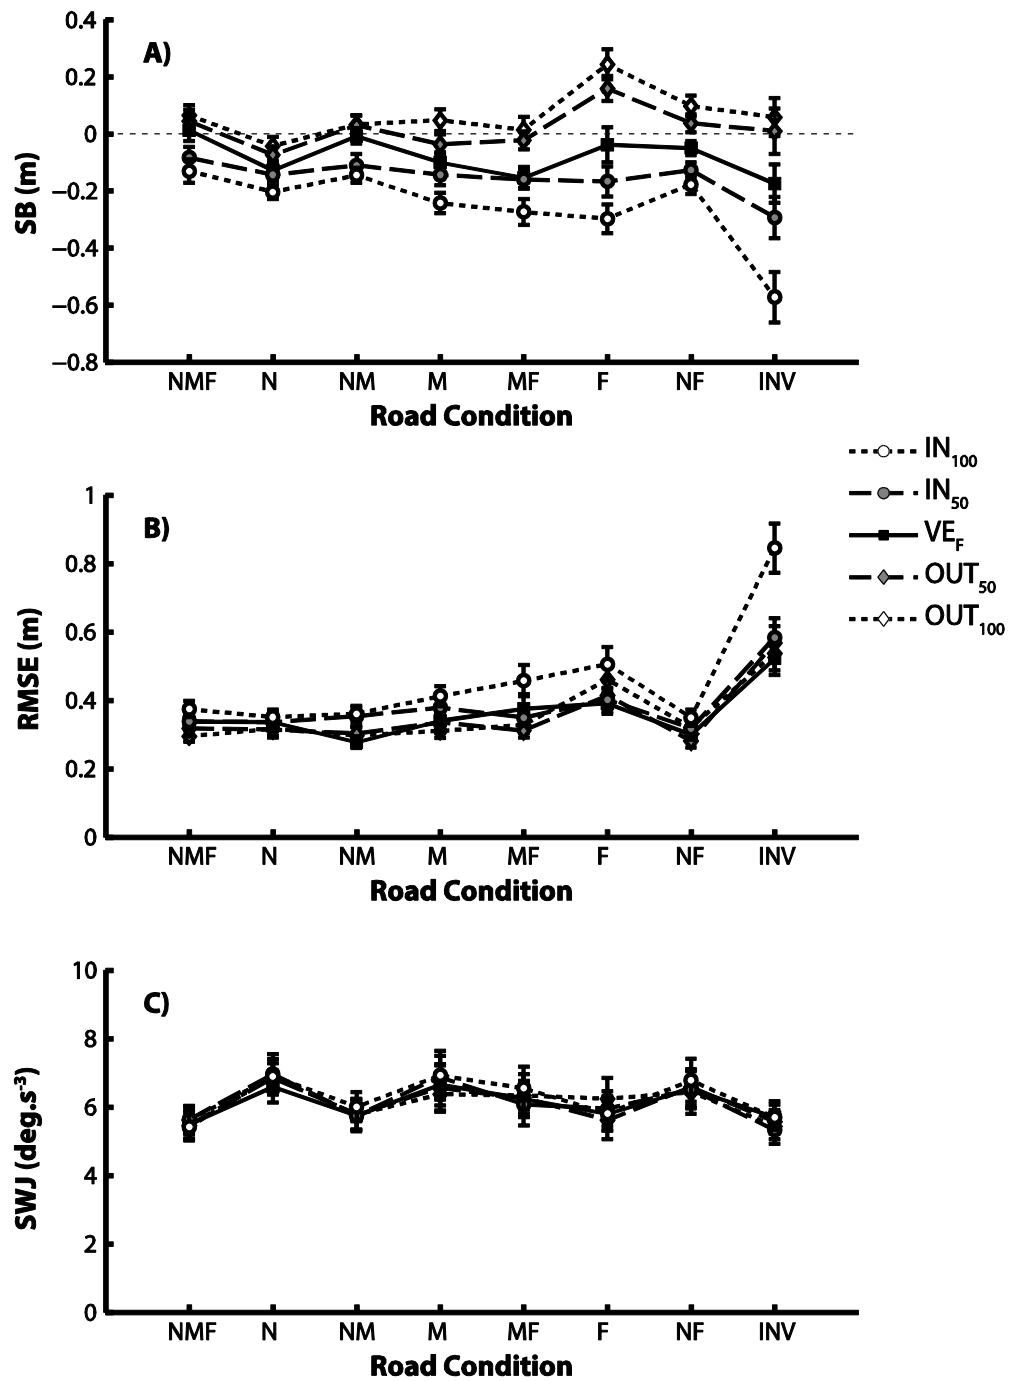 A)
SB (m)
0.4
0.2
0
−0.2
−0.4
−0.6
−0.8
NMF N NM M MF F NF INV
Road Condition
IN100
IN50
VEF
OUT50
OUT100
B)
RMSE (m)
1
0.8
0.6
0.4
0.2
0
NMF N NM M MF F NF INV
Road Condition
C)
SWJ (deg.s-3)
10
8
6
4
2
0
NMF N NM M MF F NF INV
Road Condition